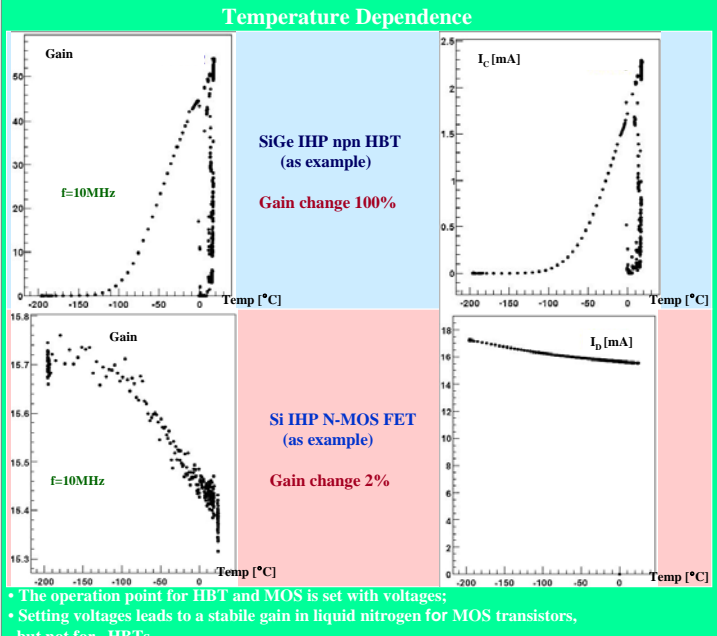 Temperature Dependence
Gain
50
40
30
20
10
0
f=10MHz
-200 -150 -100 -50 0
Temp [°C]
SiGe IHP npn HBT
(as example)
Gain change 100%
2.5
I_C [mA]
2
1.5
1
0.5
0
-200 -150 -100 -50 0
Temp [°C]
15.8
Gain
15.7
15.6
15.5
f=10MHz
15.4
15.3
-200 -150 -100 -50 0
Temp [°C]
Si IHP N-MOS FET
(as example)
Gain change 2%
18
I_D [mA]
16
14
12
10
8
6
4
2
0
-200 -150 -100 -50 0
Temp [°C]
• The operation point for HBT and MOS is set with voltages;
• Setting voltages leads to a stabile gain in liquid nitrogen for MOS transistors,
but not for HBTs